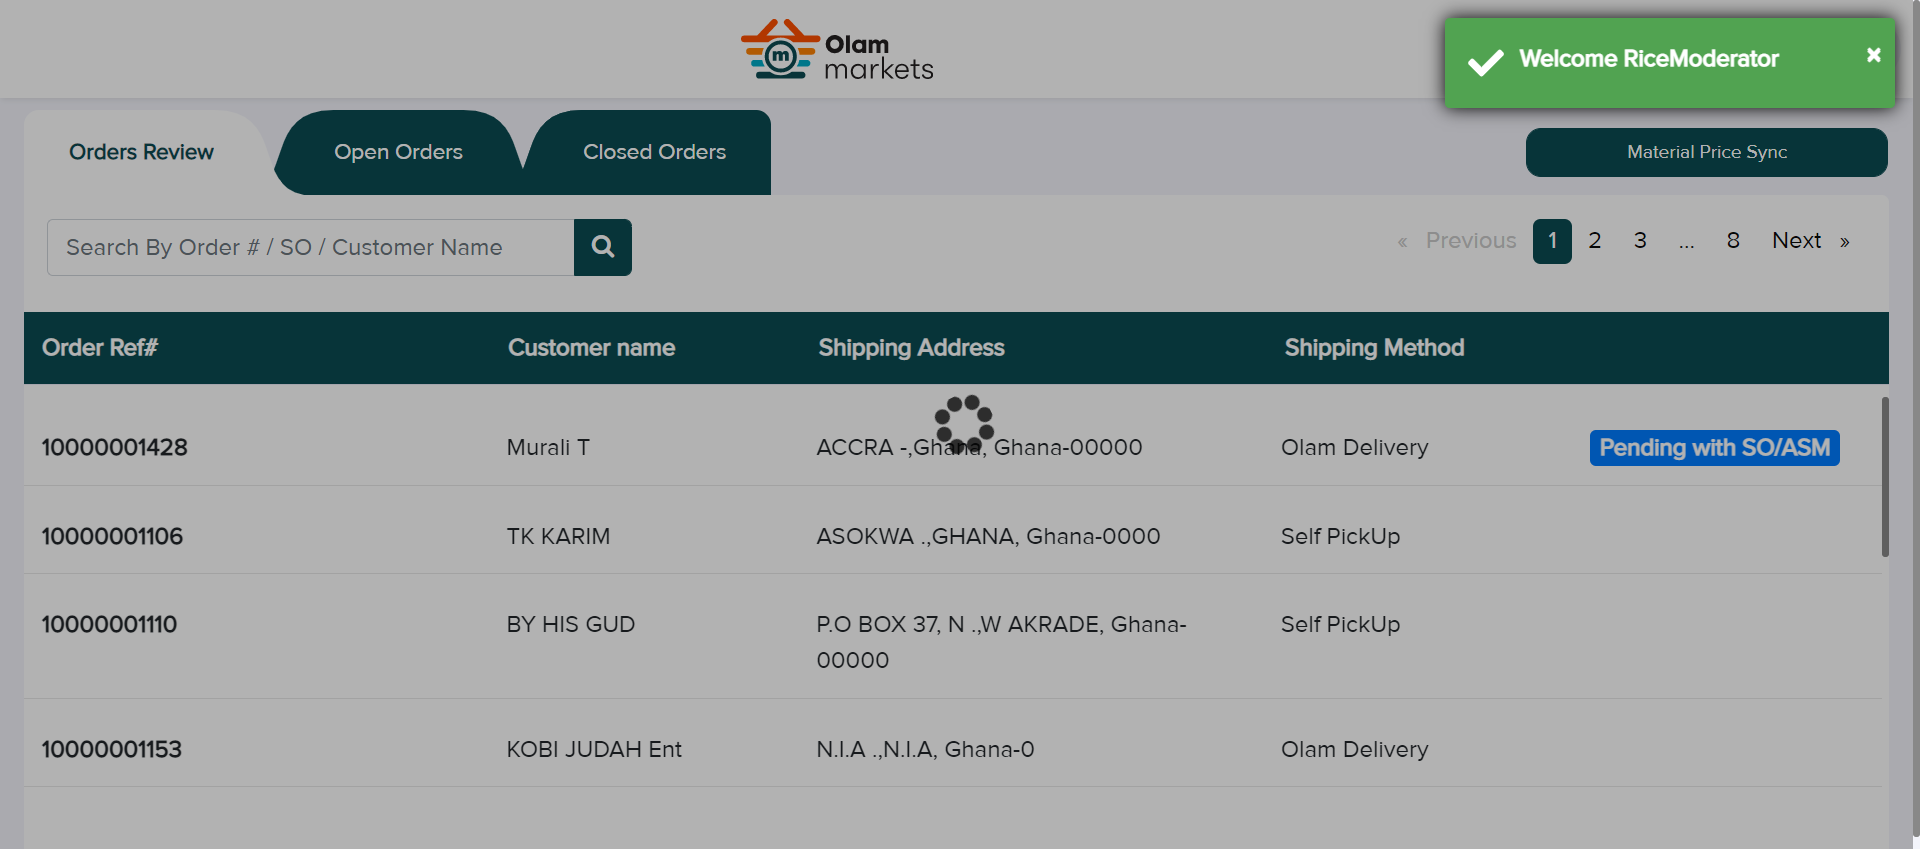 m
Olam
markets
Welcome RiceModerator
×
Orders Review
Open Orders
Closed Orders
Material Price Sync
Search By Order # / SO / Customer Name
« Previous 1 2 3 ... 8 Next »
Order Ref# Customer name Shipping Address Shipping Method
10000001428 Murali T ACCRA -,Ghana, Ghana-00000 Olam Delivery Pending with SO/ASM
10000001106 TK KARIM ASOKWA .,GHANA, Ghana-0000 Self PickUp
10000001110 BY HIS GUD P.O BOX 37, N .,W AKRADE, Ghana- Self PickUp
00000
10000001153 KOBI JUDAH Ent N.I.A .,N.I.A, Ghana-0 Olam Delivery